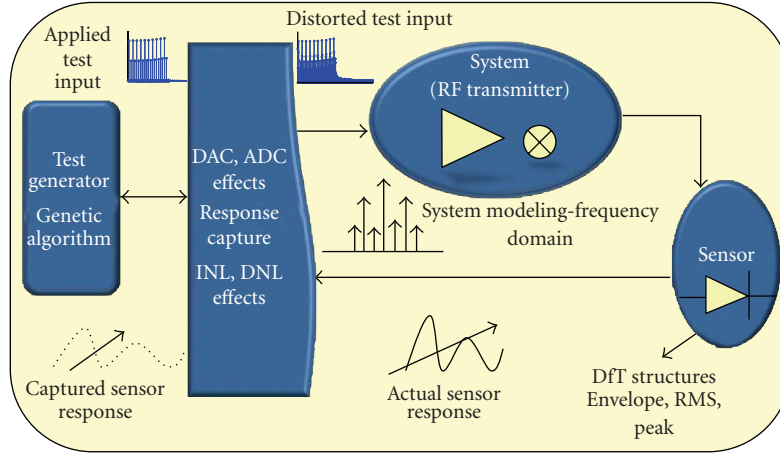 Applied
test
input
Distorted test input
System
(RF transmitter)
Test
generator
Genetic
algorithm
DAC, ADC
effects
Response
capture
INL, DNL
effects
System modeling-frequency
domain
Sensor
Captured sensor
response
Actual sensor
response
DfT structures
Envelope, RMS,
peak